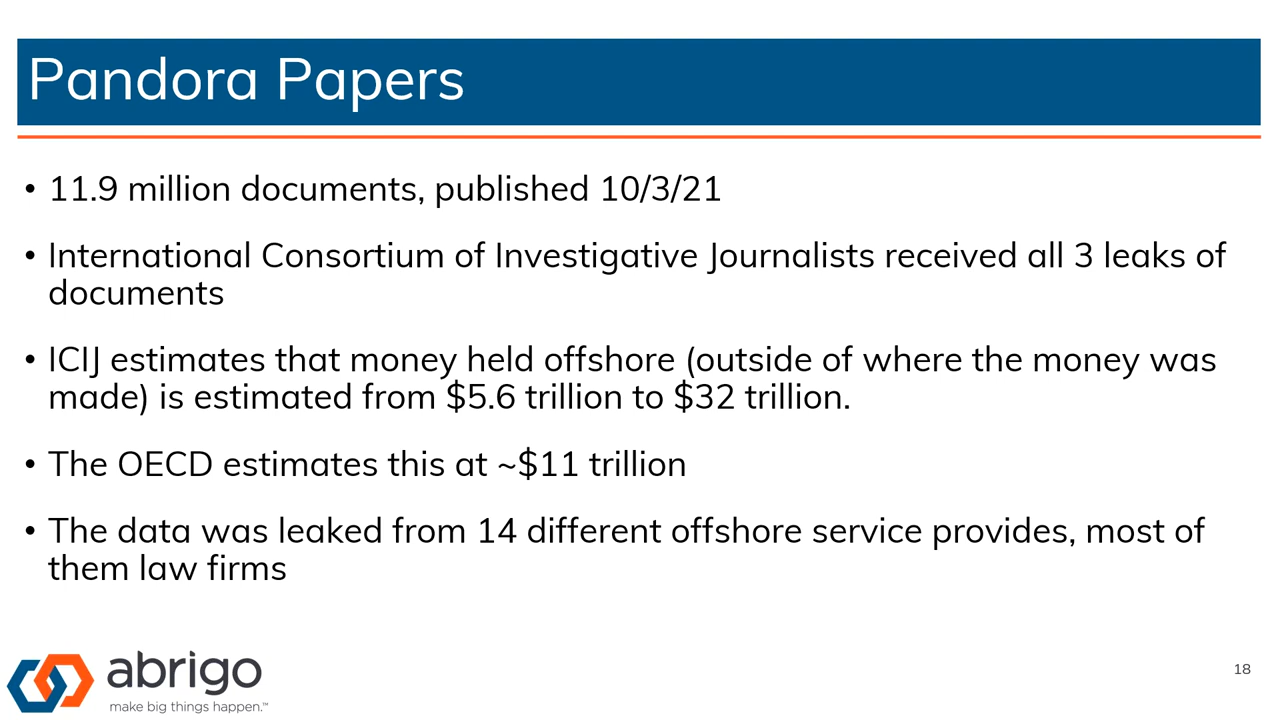 Pandora Papers
• 11.9 million documents, published 10/3/21
• International Consortium of Investigative Journalists received all 3 leaks of
documents
• ICIJ estimates that money held offshore (outside of where the money was
made) is estimated from $5.6 trillion to $32 trillion.
• The OECD estimates this at ~$11 trillion
• The data was leaked from 14 different offshore service provides, most of
them law firms
abrigo
make big things happen.™
18